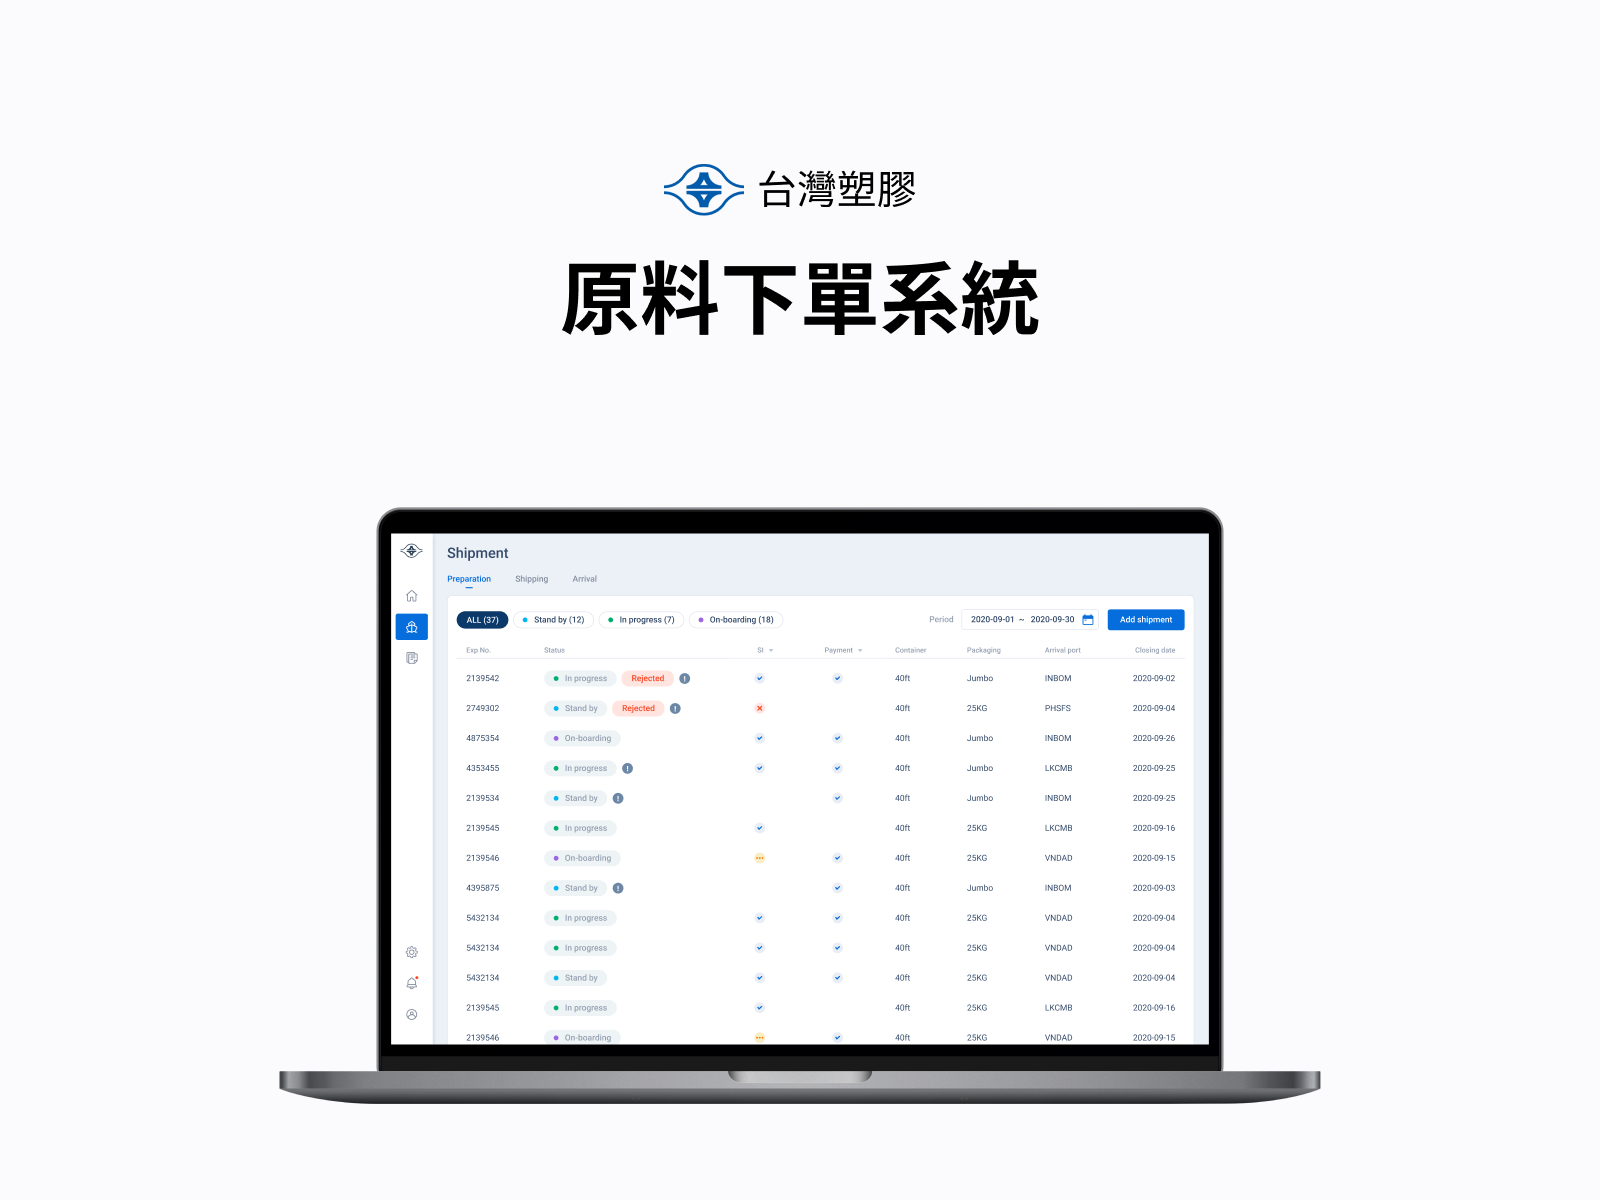 台灣塑膠
原料下單系統
Shipment
Preparation Shipping Arrival
ALL (37) Stand by (12) In progress (7) On-boarding (18) Period 2020-09-01 ~ 2020-09-30 Add shipment
Exp No. Status SI Payment Container Packaging Arrival port Closing date
2139542 In progress Rejected 40ft Jumbo INBOM 2020-09-02
2749302 Stand by Rejected 40ft 25KG PHSFS 2020-09-04
4875354 On-boarding 40ft Jumbo INBOM 2020-09-26
4353455 In progress 40ft Jumbo LKCMB 2020-09-25
2139534 Stand by 40ft Jumbo INBOM 2020-09-25
2139545 In progress 40ft 25KG LKCMB 2020-09-16
2139546 On-boarding 40ft 25KG VNDAD 2020-09-15
4395875 Stand by 40ft Jumbo INBOM 2020-09-03
5432134 In progress 40ft 25KG VNDAD 2020-09-04
5432134 In progress 40ft 25KG VNDAD 2020-09-04
5432134 Stand by 40ft 25KG VNDAD 2020-09-04
2139545 In progress 40ft 25KG LKCMB 2020-09-16
2139546 On-boarding 40ft 25KG VNDAD 2020-09-15